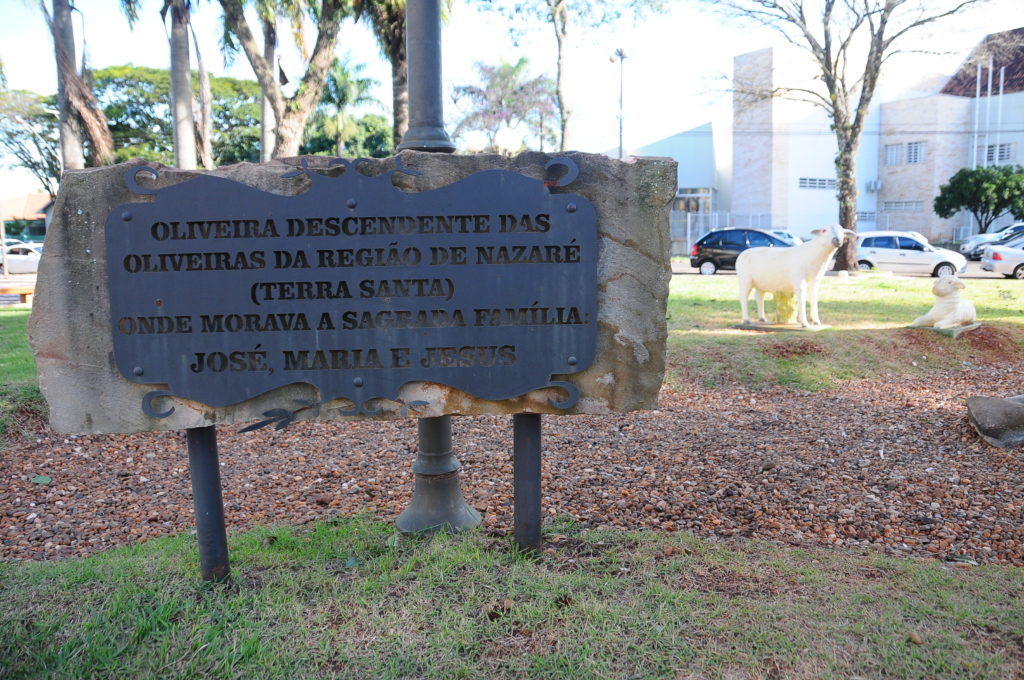 OLIVEIRA DESCENDENTE DAS
OLIVEIRAS DA REGIÃO DE NAZARÉ
(TERRA SANTA)
ONDE MORAVA A SAGRADA FAMÍLIA:
JOSÉ, MARIA E JESUS